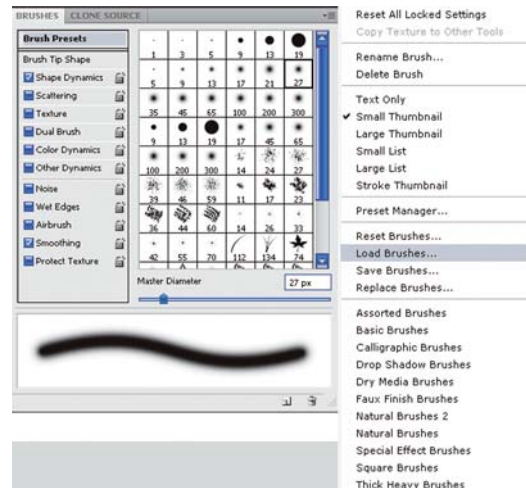 BRUSHES CLONE SOURCE
Brush Presets
Brush Tip Shape
Shape Dynamics
Scattering
Texture
Dual Brush
Color Dynamics
Other Dynamics
Noise
Wet Edges
Airbrush
Smoothing
Protect Texture
1 3 5 9 13 19
5 9 13 17 21 27
35 45 65 100 200 300
9 13 19 17 45 65
100 200 300 14 24 27
39 46 59 11 17 23
36 44 60 14 26 33
42 55 70 112 134 74
Master Diameter 27 px
Reset All Locked Settings
Copy Texture to Other Tools
Rename Brush...
Delete Brush
Text Only
Small Thumbnail
Large Thumbnail
Small List
Large List
Stroke Thumbnail
Preset Manager...
Reset Brushes...
Load Brushes...
Save Brushes...
Replace Brushes...
Assorted Brushes
Basic Brushes
Calligraphic Brushes
Drop Shadow Brushes
Dry Media Brushes
Faux Finish Brushes
Natural Brushes 2
Natural Brushes
Special Effect Brushes
Square Brushes
Thick Heavy Brushes